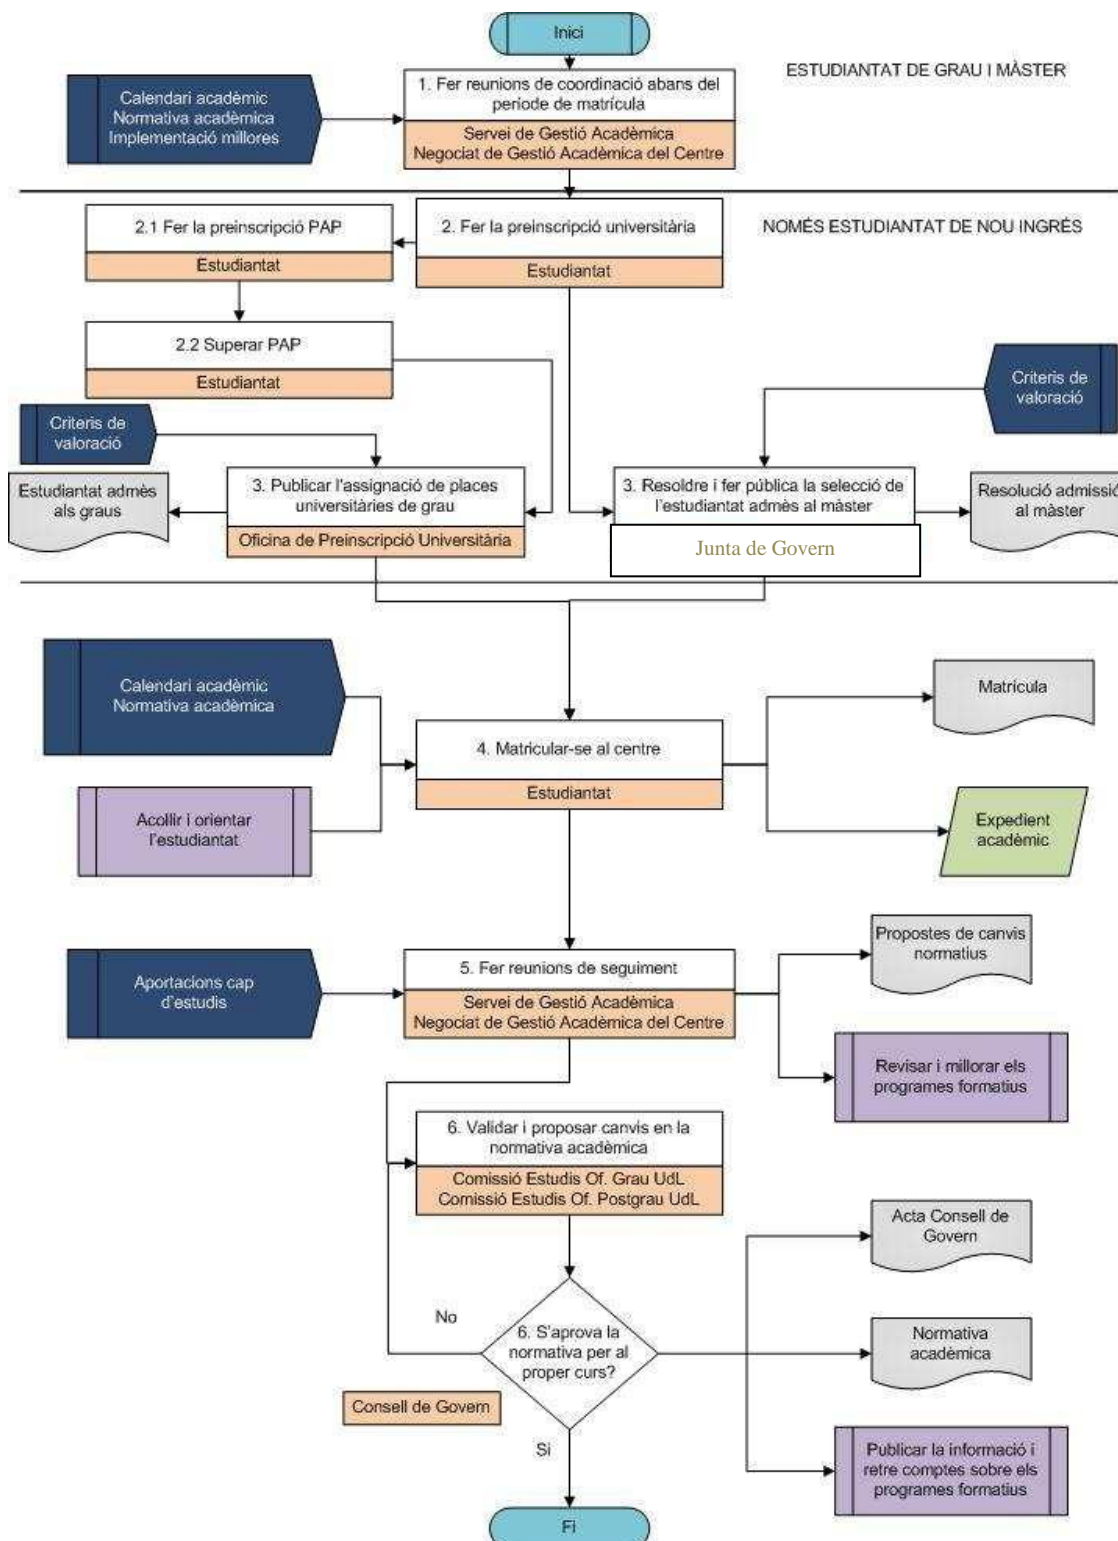 Inici
ESTUDIANTAT DE GRAU I MÀSTER
Calendari acadèmic
Normativa acadèmica
Implementació millores
1. Fer reunions de coordinació abans del
període de matrícula
Servei de Gestió Acadèmica
Negociat de Gestió Acadèmica del Centre
2.1 Fer la preinscripció PAP
Estudiantat
2. Fer la preinscripció universitària
Estudiantat
NOMÉS ESTUDIANTAT DE NOU INGRÉS
2.2 Superar PAP
Estudiantat
Criteris de
valoració
Criteris de
valoració
Estudiantat admès
als graus
3. Publicar l'assignació de places
universitàries de grau
Oficina de Preinscripció Universitària
3. Resoldre i fer pública la selecció de
l'estudiantat admès al màster
Junta de Govern
Resolució admissió
al màster
Calendari acadèmic
Normativa acadèmica
Matrícula
4. Matricular-se al centre
Estudiantat
Acollir i orientar
l'estudiantat
Expedient
acadèmic
Propostes de canvis
normatius
Aportacions cap
d'estudis
5. Fer reunions de seguiment
Servei de Gestió Acadèmica
Negociat de Gestió Acadèmica del Centre
Revisar i millorar els
programes formatius
6. Validar i proposar canvis en la
normativa acadèmica
Comissió Estudis Of. Grau UdL
Comissió Estudis Of. Postgrau UdL
Acta Consell de
Govern
No
6. S'aprova la
normativa per al
proper curs?
Normativa
acadèmica
Consell de Govern
Si
Publicar la informació i
retre comptes sobre els
programes formatius
Fi